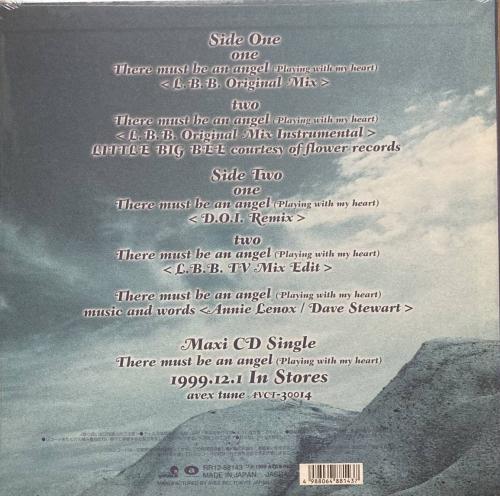 Side One
one
There must be an angel (Playing with my heart)
< L. B. B. Original Mix >
two
There must be an angel (Playing with my heart)
< L. B. B. Original Mix Instrumental >
LITTLE BIG BEE courtesy of flower records
Side Two
one
There must be an angel (Playing with my heart)
< D.O.I. Remix >
two
There must be an angel (Playing with my heart)
< L. B. B. TV Mix Edit >
There must be an angel (Playing with my heart)
music and words <Annie Lenox / Dave Stewart >
Maxi CD Single
There must be an angel (Playing with my heart)
1999.12.1 In Stores
avex tune AVCT-30014
RR12-88143
MADE IN JAPAN
4 988064 881437